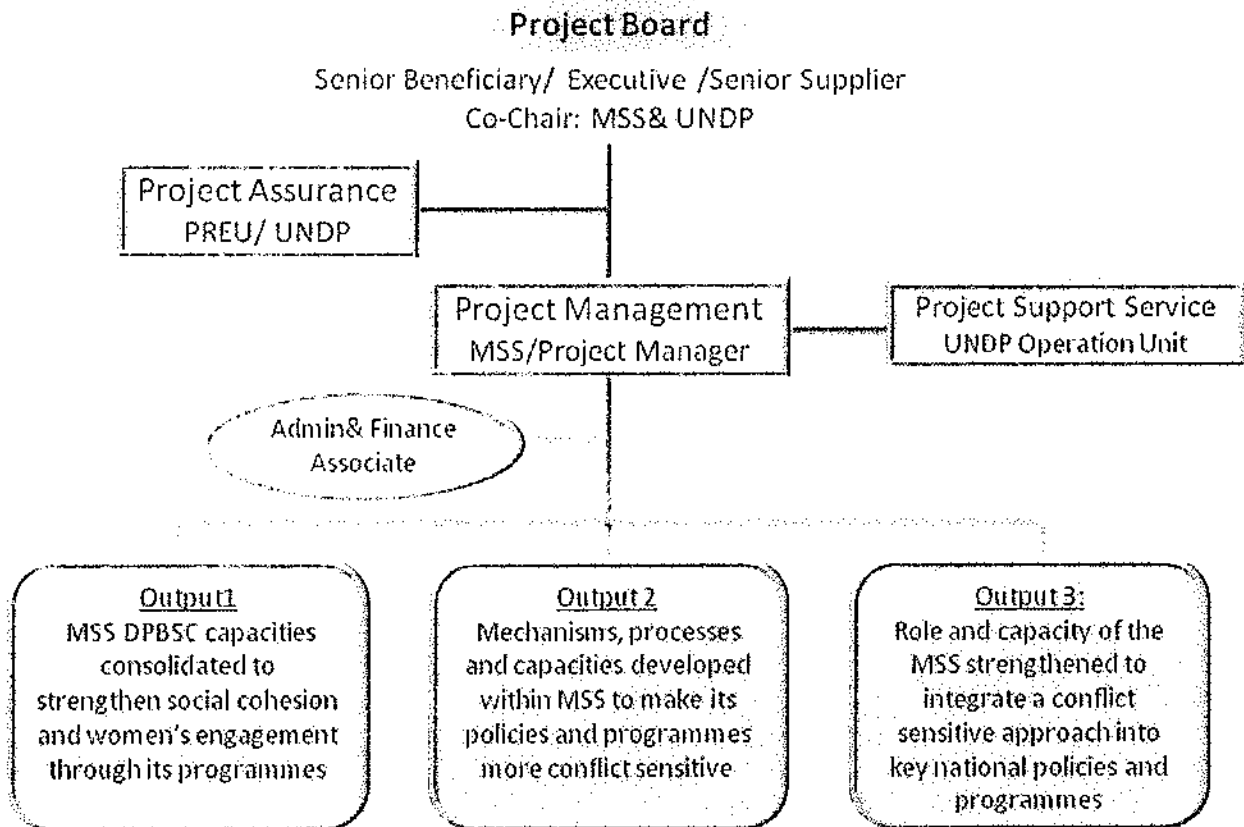 Project Board
Senior Beneficiary/ Executive /Senior Supplier
Co-Chair: MSS& UNDP
Project Assurance
PREU/ UNDP
Project Management
MSS/Project Manager
Project Support Service
UNDP Operation Unit
Admin& Finance
Associate
Output1
MSS DPBSC capacities
consolidated to
strengthen social cohesion
and women's engagement
through its programmes
Output 2
Mechanisms, processes
and capacities developed
within MSS to make its
policies and programmes
more conflict sensitive
Output 3:
Role and capacity of the
MSS strengthened to
integrate a conflict
sensitive approach into
key national policies and
programmes